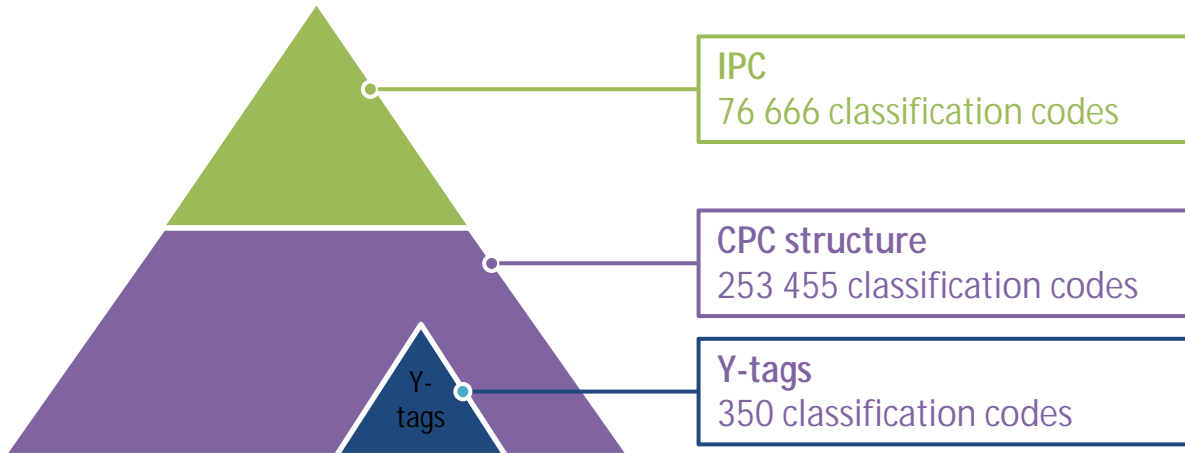 IPC
76 666 classification codes
CPC structure
253 455 classification codes
Y-tags
350 classification codes
Y-
tags